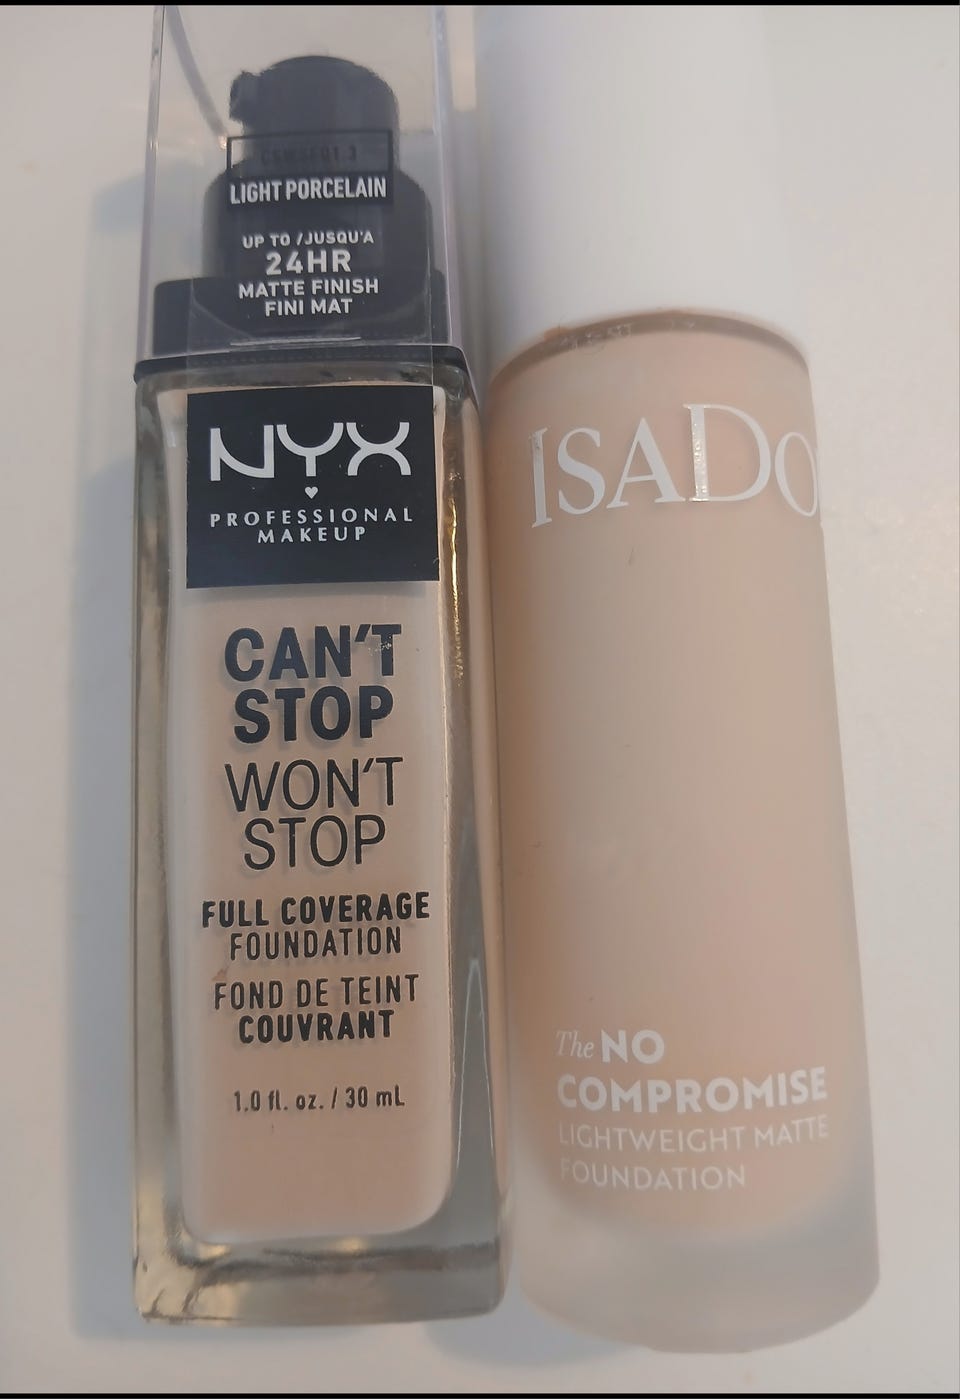 LIGHT PORCELAIN
UP TO / JUSQU'A
24HR
MATTE FINISH
FINI MAT
NYX
PROFESSIONAL
MAKEUP
CAN'T
STOP
WON'T
STOP
FULL COVERAGE
FOUNDATION
FOND DE TEINT
COUVRANT
1.0 fl. oz. / 30 mL
ISADO
The NO
COMPROMISE
LIGHTWEIGHT MATTE
FOUNDATION